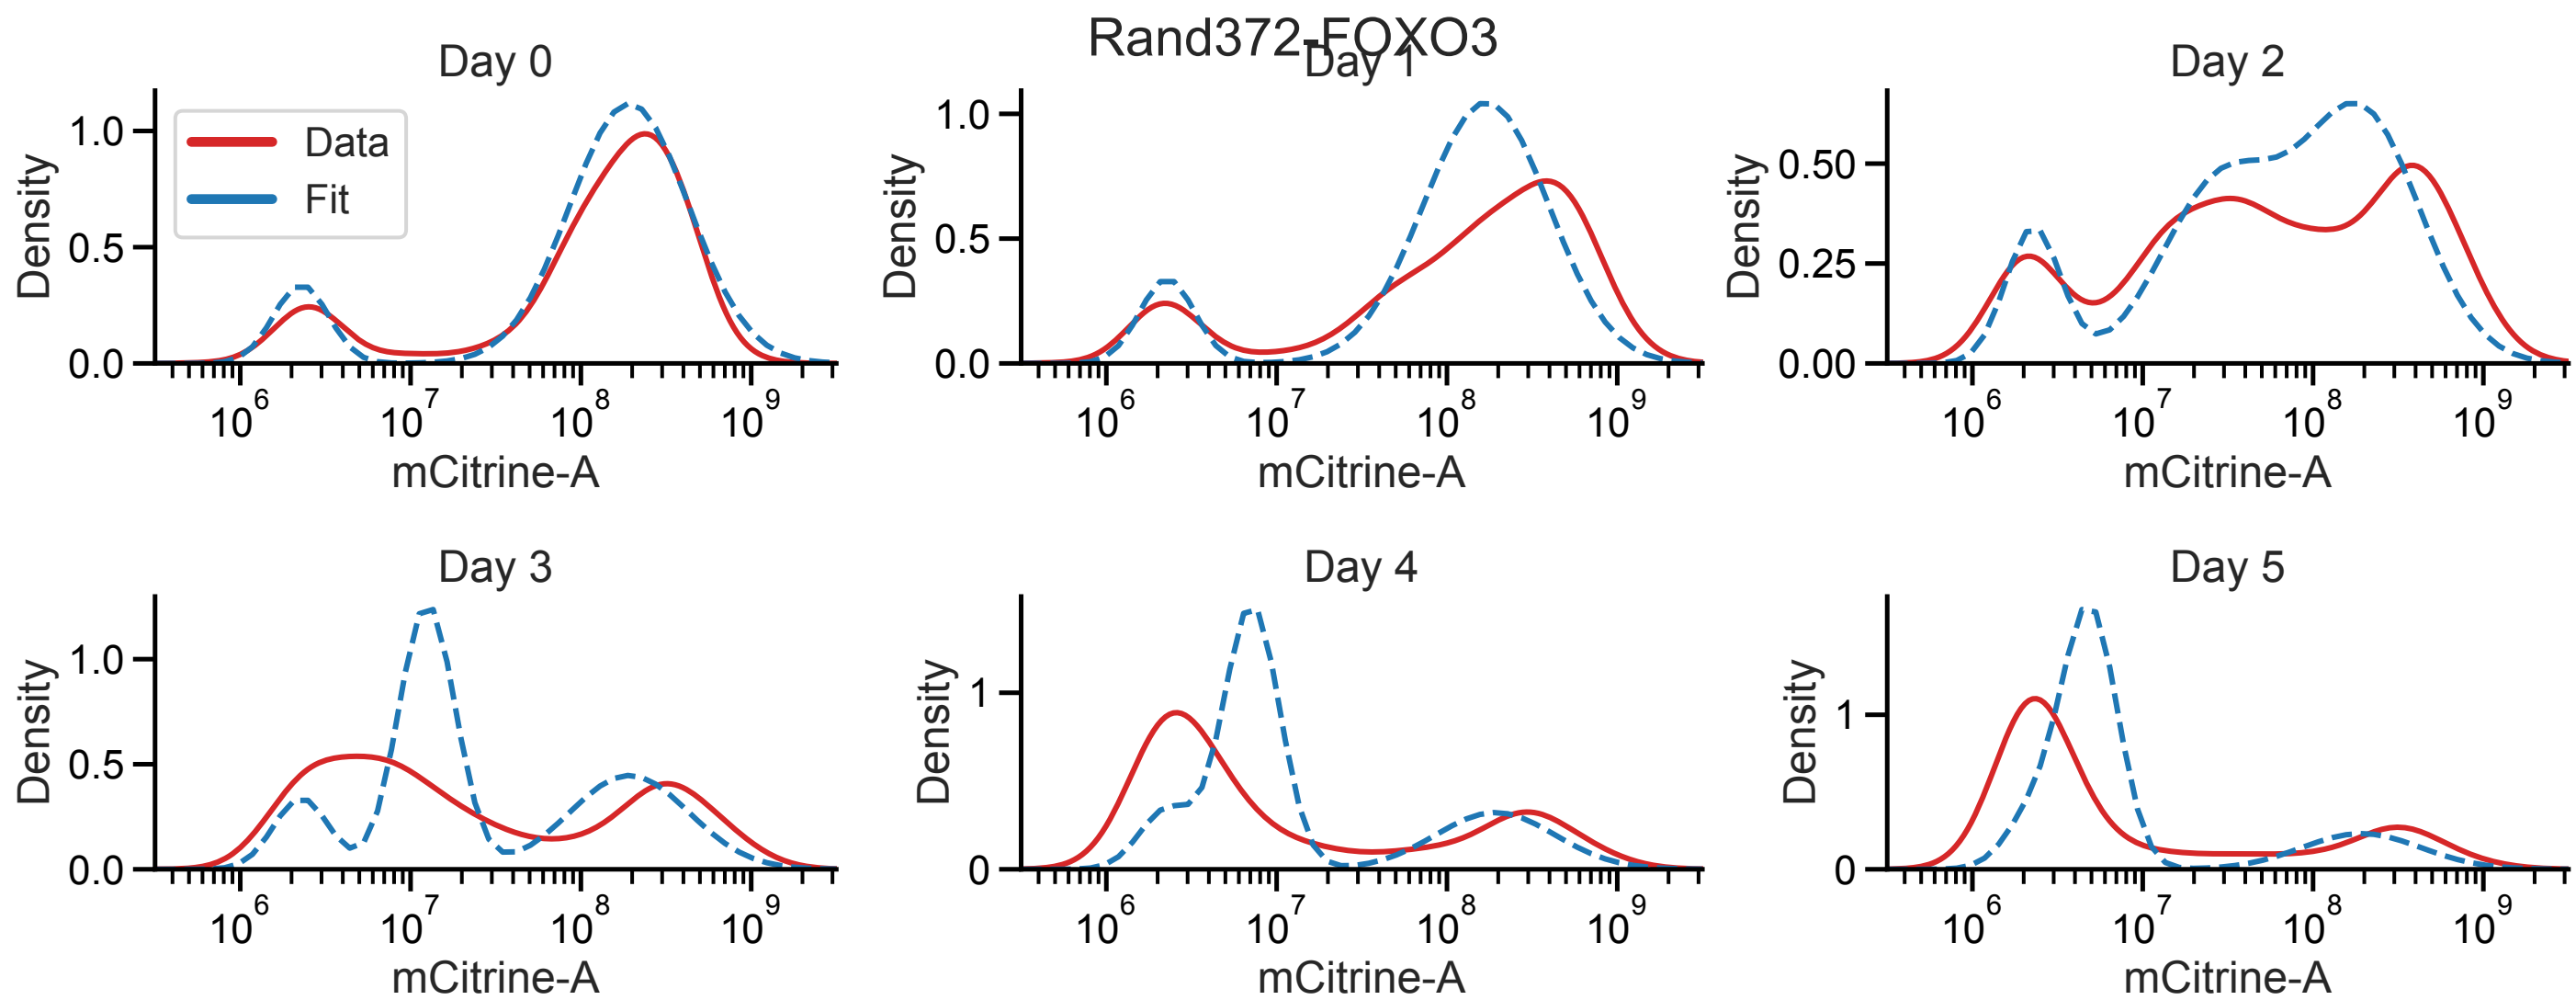 Rand372-FOXO3
Day 0
Day 1
Day 2
Density
1.0
0.5
0.0
Data
Fit
10^6 10^7 10^8 10^9
mCitrine-A
Density
1.0
0.5
0.0
10^6 10^7 10^8 10^9
mCitrine-A
Density
0.50
0.25
0.00
10^6 10^7 10^8 10^9
mCitrine-A
Day 3
Day 4
Day 5
Density
1.0
0.5
0.0
10^6 10^7 10^8 10^9
mCitrine-A
Density
1
0
10^6 10^7 10^8 10^9
mCitrine-A
Density
1
0
10^6 10^7 10^8 10^9
mCitrine-A